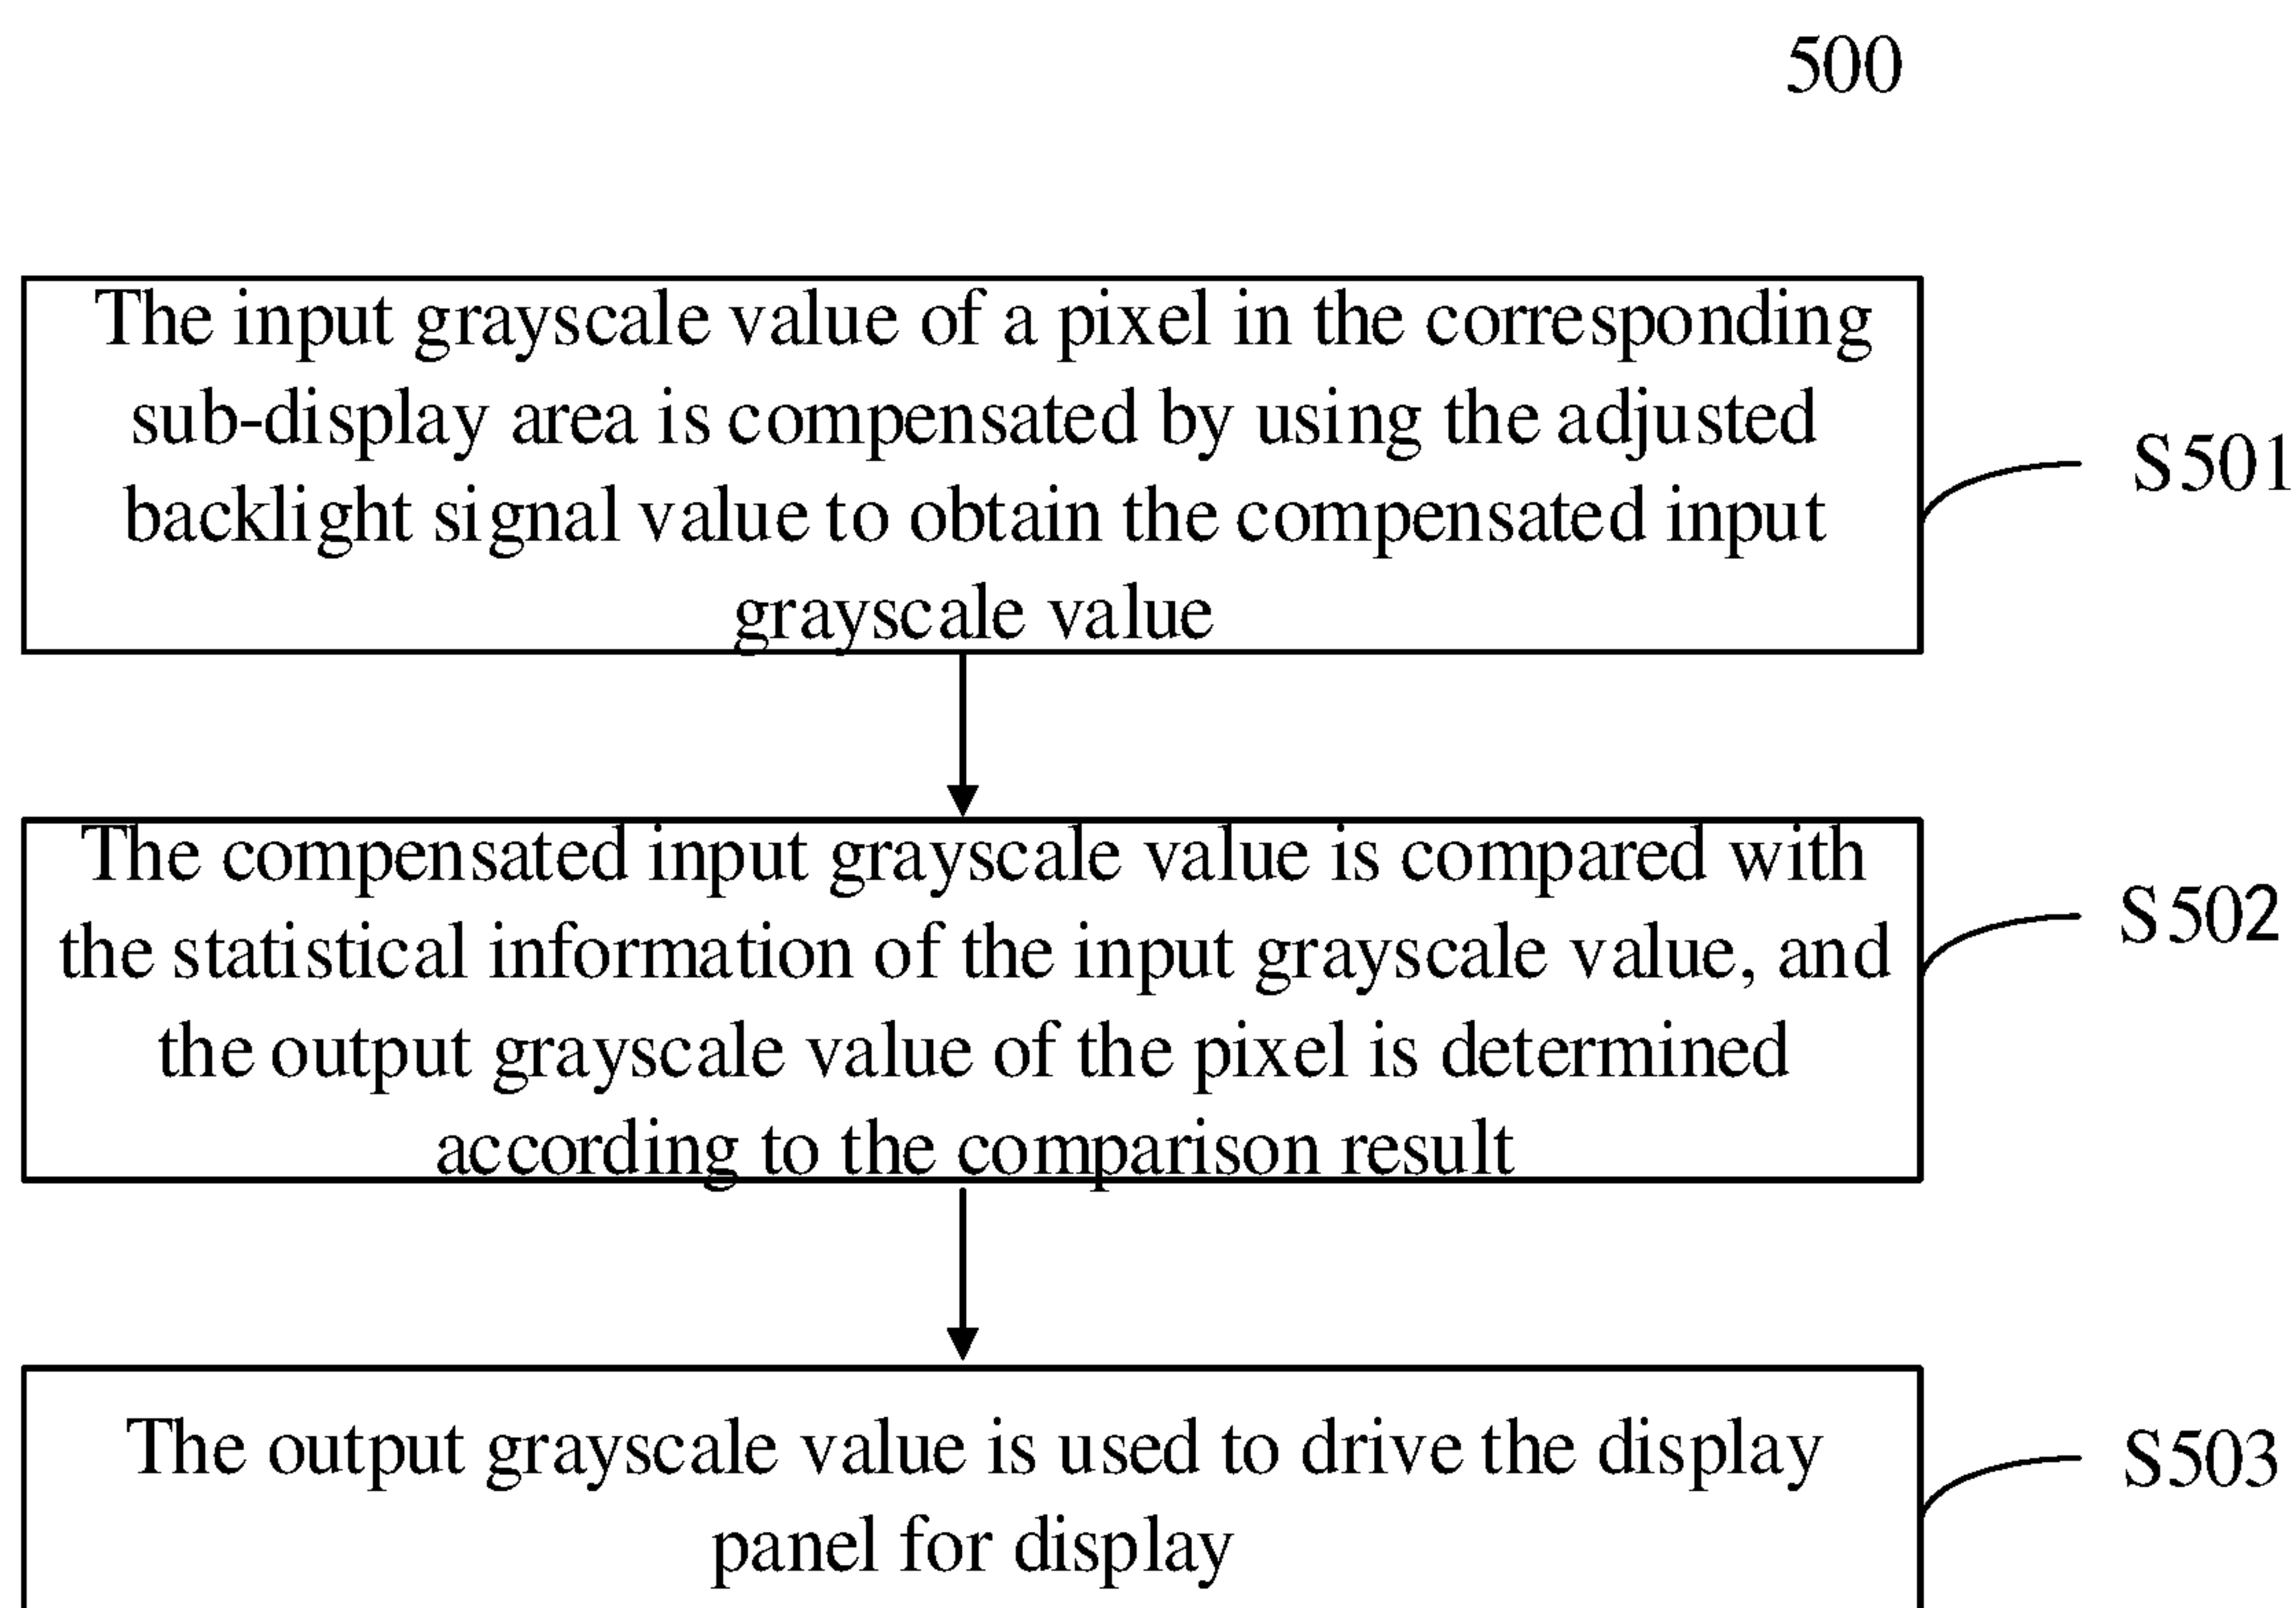 500
The input grayscale value of a pixel in the corresponding
sub-display area is compensated by using the adjusted
backlight signal value to obtain the compensated input
grayscale value
S501
The compensated input grayscale value is compared with
the statistical information of the input grayscale value, and
the output grayscale value of the pixel is determined
according to the comparison result
S502
The output grayscale value is used to drive the display
panel for display
S503